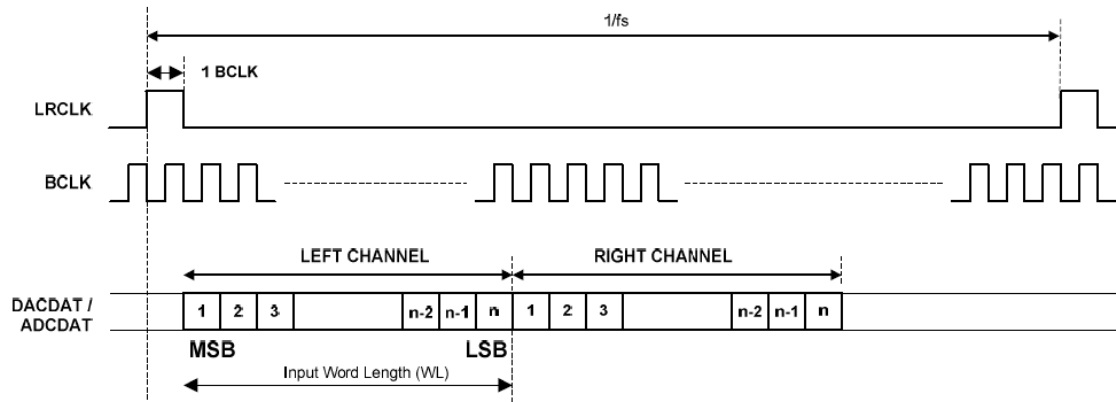 1/fs
1 BCLK
LRCLK
BCLK
LEFT CHANNEL
RIGHT CHANNEL
DACDAT /
ADCDAT
1 2 3 n-2 n-1 n 1 2 3 n-2 n-1 n
MSB
LSB
Input Word Length (WL)